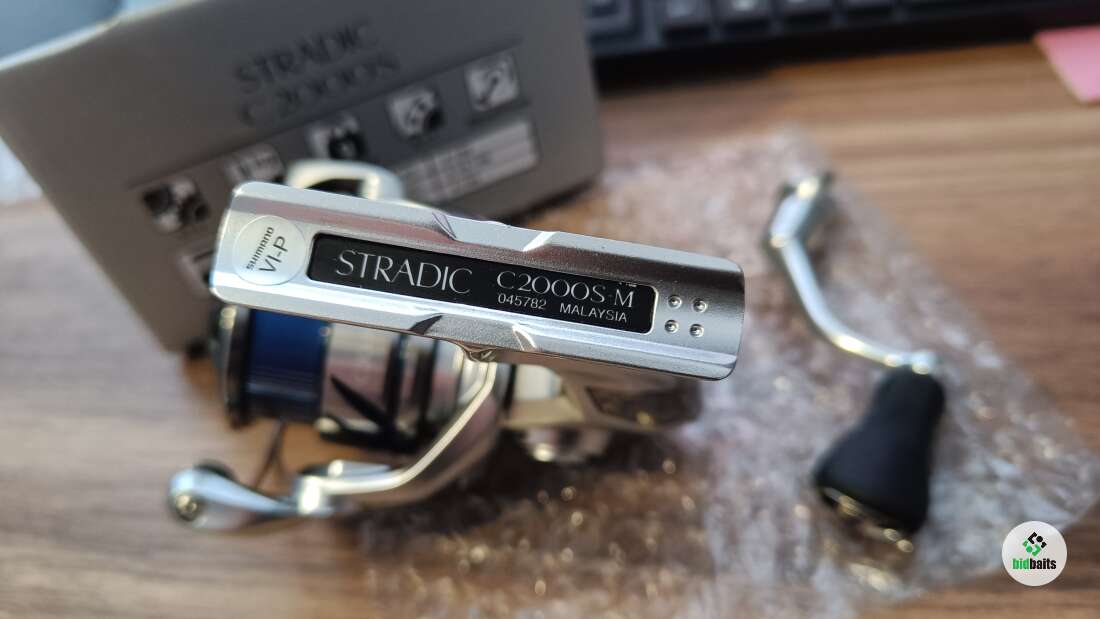 STRADIC
C2000S
SHIMANO
VI-P
STRADIC C2000S-M
045782 MALAYSIA
bidbaits